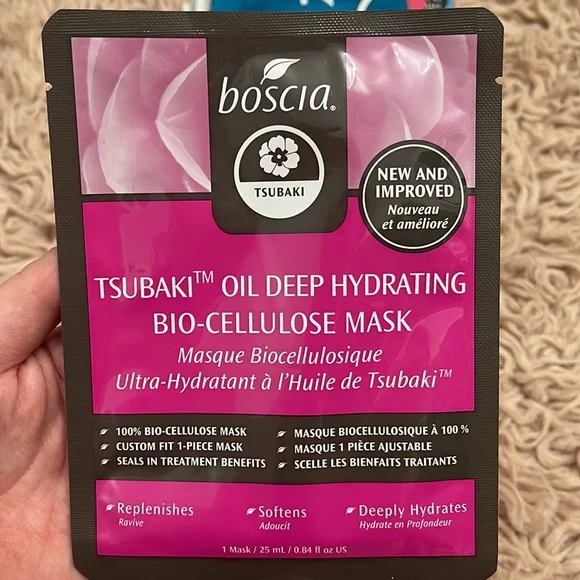 boscia®
TSUBAKI
NEW AND
IMPROVED
Nouveau
et amélioré
TSUBAKI™ OIL DEEP HYDRATING
BIO-CELLULOSE MASK
Masque Biocellulosique
Ultra-Hydratant à l'Huile de Tsubaki™
100% BIO-CELLULOSE MASK
CUSTOM FIT 1-PIECE MASK
SEALS IN TREATMENT BENEFITS
MASQUE BIOCELLULOSIQUE À 100 %
MASQUE 1 PIÈCE AJUSTABLE
SCELLE LES BIENFAITS TRAITANTS
Replenishes
Ravive
Softens
Adoucit
Deeply Hydrates
Hydrate en Profondeur
1 Mask / 25 mL / 0.84 fl oz US